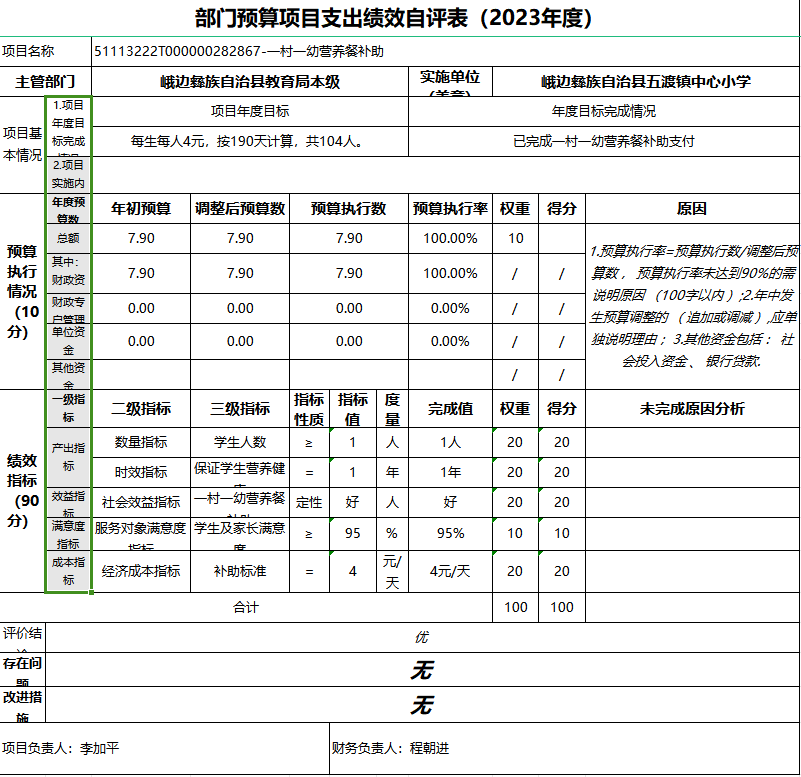 部门预算项目支出绩效自评表（2023年度）
项目名称 51113222T000000282867-一村一幼营养餐补助
主管部门 峨边彝族自治县教育局本级 实施单位 峨边彝族自治县五渡镇中心小学
（盖章）
项目基本情况
1.项目年度目标完成情况
项目年度目标 年度目标完成情况
每生每人4元，按190天计算，共104人。 已完成一村一幼营养餐补助支付
2.项目实施内
预算执行情况（10分）
年度预算数 年初预算 调整后预算数 预算执行数 预算执行率 权重 得分 原因
总额 7.90 7.90 7.90 100.00% 10
其中：财政资 7.90 7.90 7.90 100.00% / /
财政专户管理 0.00 0.00 0.00 0.00% / /
单位资金 0.00 0.00 0.00 0.00% / /
其他资金 / /
1.预算执行率=预算执行数/调整后预
算数， 预算执行率未达到90%的需
说明原因 （100字以内）;2.年中发
生预算调整的 （追加或调减）,应单
独说明理由； 3.其他资金包括： 社
会投入资金 、 银行贷款.
绩效指标（90分）
一级指标 二级指标 三级指标 指标性质 指标值 度量 完成值 权重 得分 未完成原因分析
产出指标 数量指标 学生人数 ≥ 1 人 1人 20 20
时效指标 保证学生营养健 = 1 年 1年 20 20
效益指标 社会效益指标 一村一幼营养餐补助 定性 好 人 好 20 20
满意度指标 服务对象满意度指标 学生及家长满意度 ≥ 95 % 95% 10 10
成本指标 经济成本指标 补助标准 = 4 元/天 4元/天 20 20
合计 100 100
评价结论 优
存在问题 无
改进措施 无
项目负责人：李加平 财务负责人：程朝进